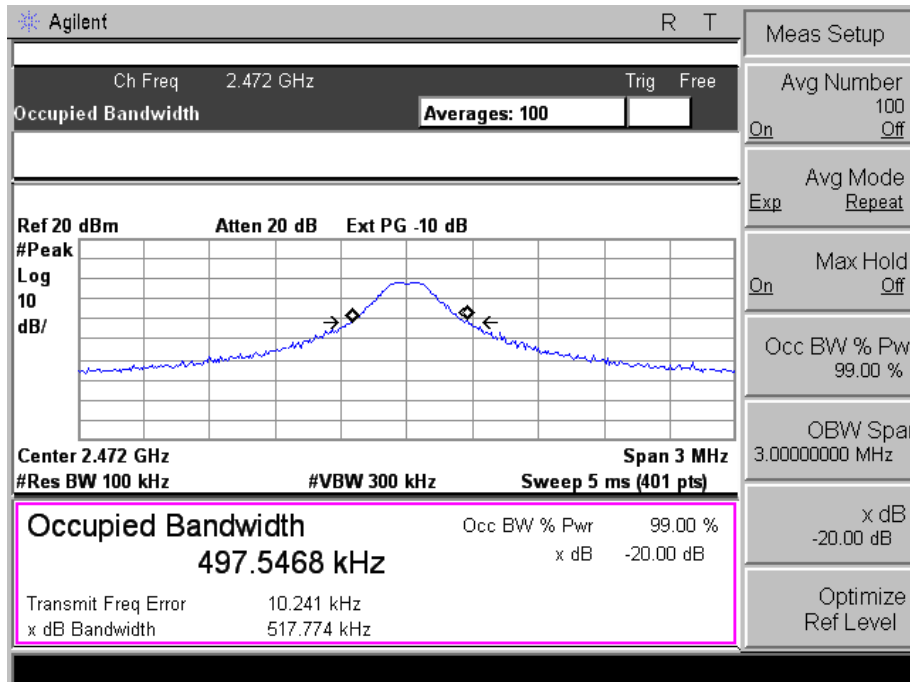 Agilent R T
Ch Freq 2.472 GHz Trig Free
Occupied Bandwidth Averages: 100
Ref 20 dBm Atten 20 dB Ext PG -10 dB
#Peak
Log
10
dB/
Center 2.472 GHz Span 3 MHz
#Res BW 100 kHz #VBW 300 kHz Sweep 5 ms (401 pts)
Occupied Bandwidth
497.5468 kHz
Occ BW % Pwr 99.00 %
x dB -20.00 dB
Transmit Freq Error 10.241 kHz
x dB Bandwidth 517.774 kHz
Meas Setup
Avg Number
100
On Off
Avg Mode
Exp Repeat
Max Hold
On Off
Occ BW % Pw
99.00 %
OBW Spa
3.00000000 MHz
x dB
-20.00 dB
Optimize
Ref Level